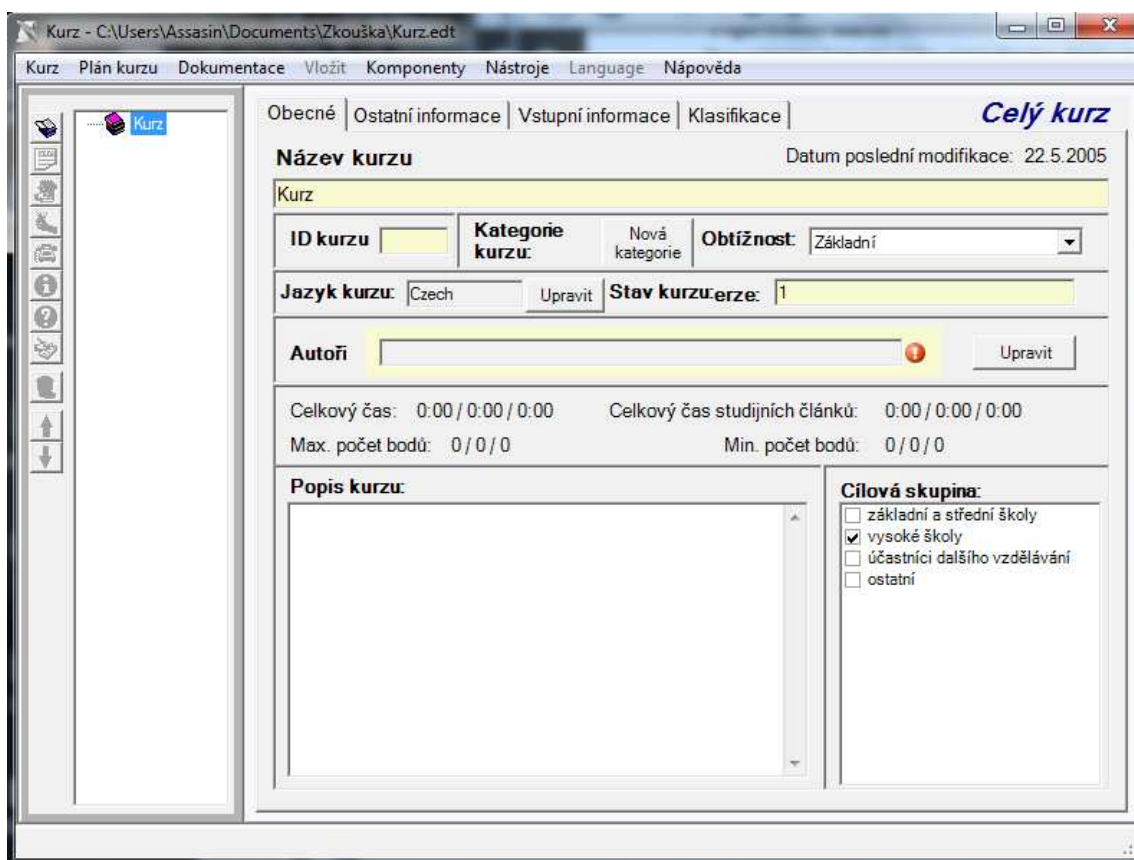 Kurz - C:\Users\Assasin\Documents\Zkouška\Kurz.edt
Kurz Plán kurzu Dokumentace Vložit Komponenty Nástroje Language Nápověda
Kurz
Obecné Ostatní informace Vstupní informace Klasifikace Celý kurz
Název kurzu Datum poslední modifikace: 22.5.2005
Kurz
ID kurzu Kategorie kurzu: Nová kategorie Obtížnost: Základní
Jazyk kurzu: Czech Upravit Stav kurzu: erze: 1
Autoři Upravit
Celkový čas: 0:00 / 0:00 / 0:00 Celkový čas studijních článků: 0:00 / 0:00 / 0:00
Max. počet bodů: 0 / 0 / 0 Min. počet bodů: 0 / 0 / 0
Popis kurzu: Cílová skupina:
základní a střední školy
vysoké školy
účastníci dalšího vzdělávání
ostatní